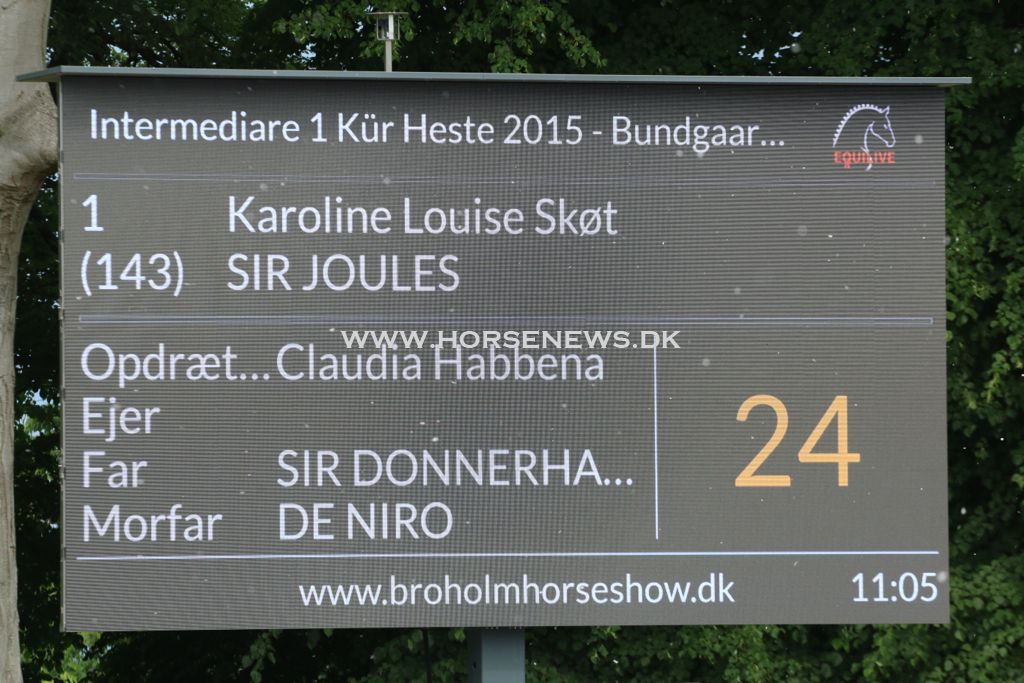 Intermediare 1 Kür Heste 2015 - Bundgaar...
EQUILIVE
1 Karoline Louise Skøt
(143) SIR JOULES
WWW.HORSENEWS.DK
Opdræt... Claudia Habbena
Ejer
Far SIR DONNERHA...
Morfar DE NIRO
24
www.broholmhorseshow.dk 11:05